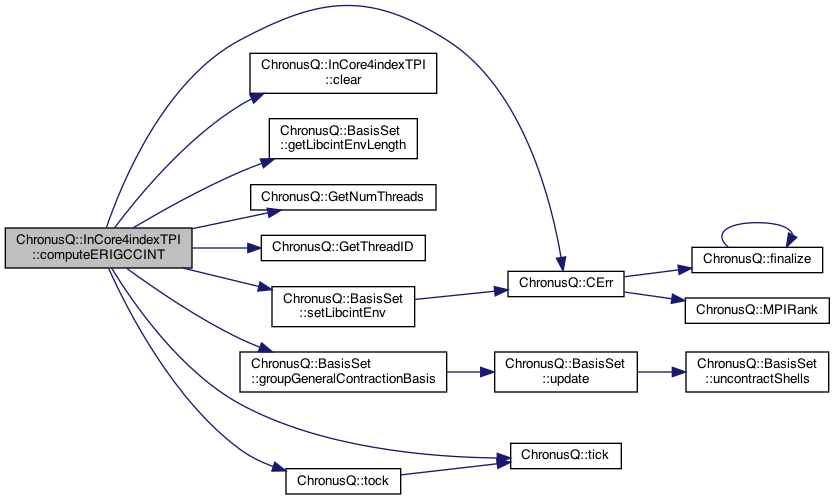 ChronusQ::InCore4indexTPI
::computeERIGCCINT
ChronusQ::InCore4indexTPI
::clear
ChronusQ::BasisSet
::getLibcintEnvLength
ChronusQ::GetNumThreads
ChronusQ::GetThreadID
ChronusQ::BasisSet
::setLibcintEnv
ChronusQ::BasisSet
::groupGeneralContractionBasis
ChronusQ::tock
ChronusQ::CErr
ChronusQ::BasisSet
::update
ChronusQ::tick
ChronusQ::finalize
ChronusQ::MPIRank
ChronusQ::BasisSet
::uncontractShells